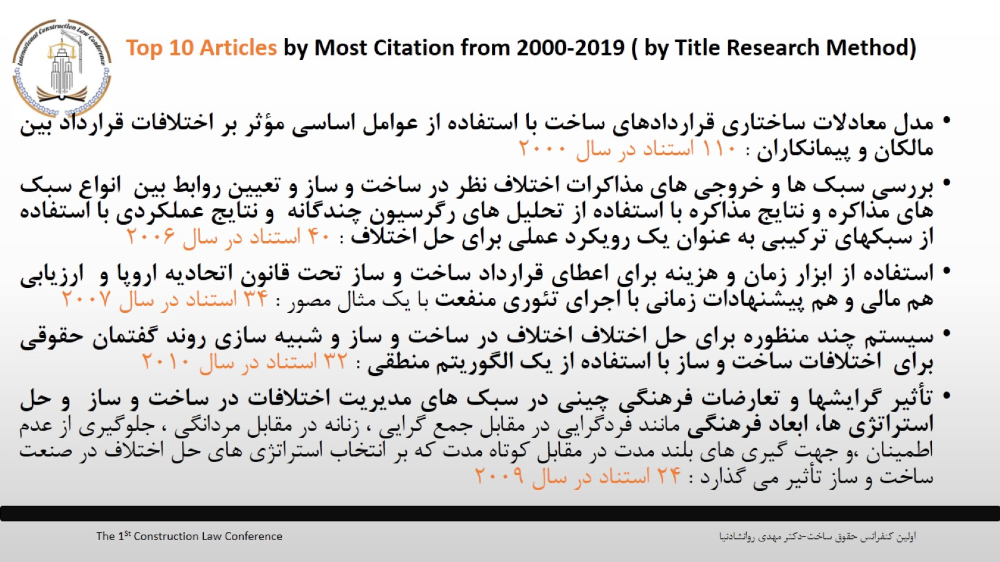 International Construction Law Conference
Top 10 Articles by Most Citation from 2000-2019 ( by Title Research Method)
• مدل معادلات ساختاری قراردادهای ساخت با استفاده از عوامل اساسی مؤثر بر اختلافات قرارداد بین
مالکان و پیمانکاران : ۱۱۰ استناد در سال ۲۰۰۰
• بررسی سبک ها و خروجی های مذاکرات اختلاف نظر در ساخت و ساز و تعیین روابط بین انواع سبک
های مذاکره و نتایج مذاکره با استفاده از تحلیل های رگرسیون چندگانه و نتایج عملکردی با استفاده
از سبکهای ترکیبی به عنوان یک رویکرد عملی برای حل اختلاف : ۴۰ استناد در سال ۲۰۰۶
• استفاده از ابزار زمان و هزینه برای اعطای قرارداد ساخت و ساز تحت قانون اتحادیه اروپا و ارزیابی
هم مالی و هم پیشنهادات زمانی با اجرای تئوری منفعت با یک مثال مصور : ۳۴ استناد در سال ۲۰۰۷
• سیستم چند منظوره برای حل اختلاف اختلاف در ساخت و ساز و شبیه سازی روند گفتمان حقوقی
برای اختلافات ساخت و ساز با استفاده از یک الگوریتم منطقی : ۳۲ استناد در سال ۲۰۱۰
• تأثیر گرایشها و تعارضات فرهنگی چینی در سبک های مدیریت اختلافات در ساخت و ساز و حل
استراتژی ها، ابعاد فرهنگی مانند فردگرایی در مقابل جمع گرایی ، زنانه در مقابل مردانگی ، جلوگیری از عدم
اطمینان ،و جهت گیری های بلند مدت در مقابل کوتاه مدت که بر انتخاب استراتژی های حل اختلاف در صنعت
ساخت و ساز تأثیر می گذارد : ۲۴ استناد در سال ۲۰۰۹
The 1St Construction Law Conference
اولین کنفرانس حقوق ساخت-دکتر مهدی روانشادنیا